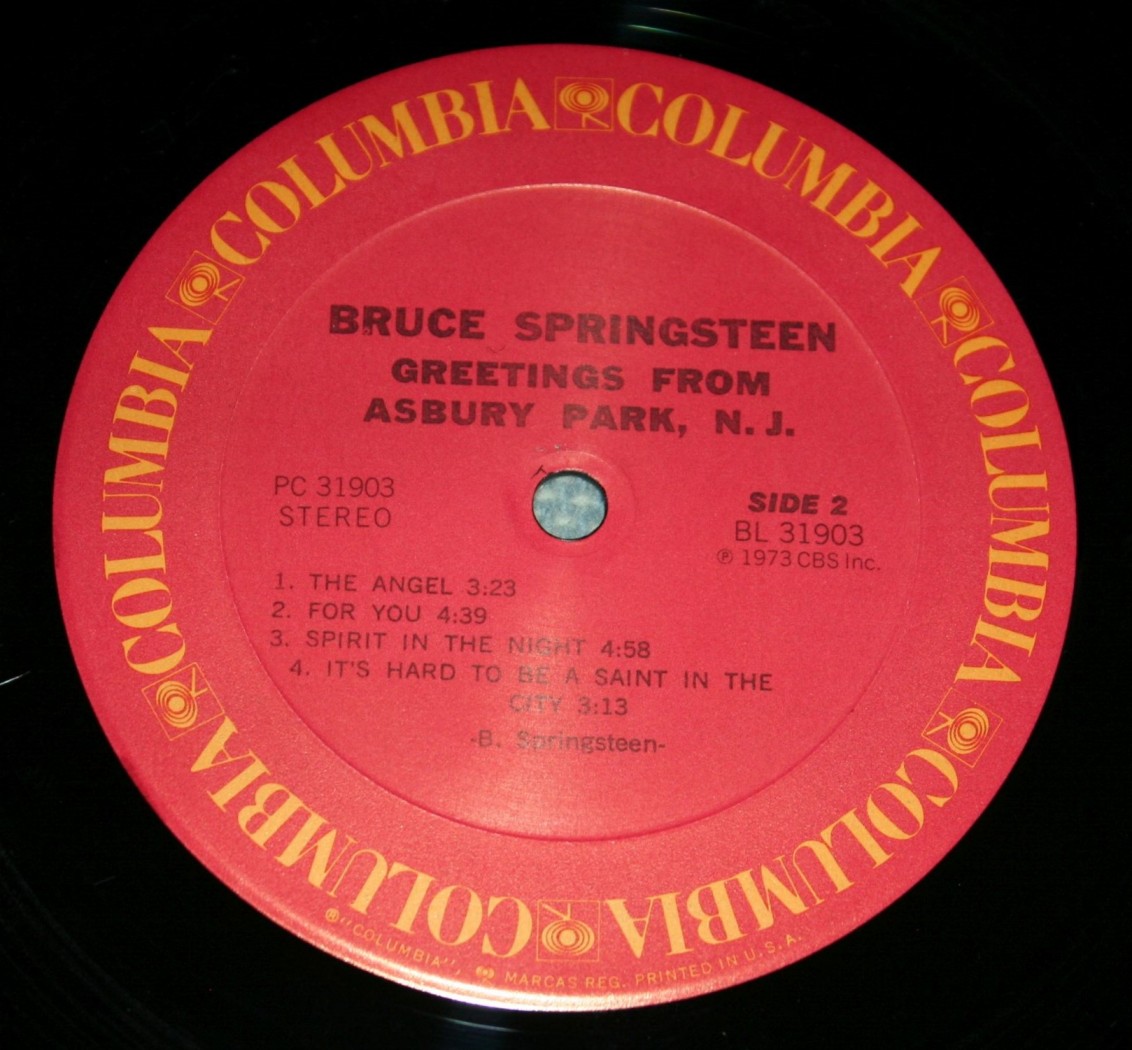 COLUMBIA COLUMBIA COLUMBIA COLUMBIA COLUMBIA COLUMBIA
BRUCE SPRINGSTEEN
GREETINGS FROM
ASBURY PARK, N.J.
PC 31903
STEREO
SIDE 2
BL 31903
℗ 1973 CBS Inc.
1. THE ANGEL 3:23
2. FOR YOU 4:39
3. SPIRIT IN THE NIGHT 4:58
4. IT'S HARD TO BE A SAINT IN THE
CITY 3:13
-B. Springsteen-
®"COLUMBIA", MARCAS REG. PRINTED IN U.S.A.